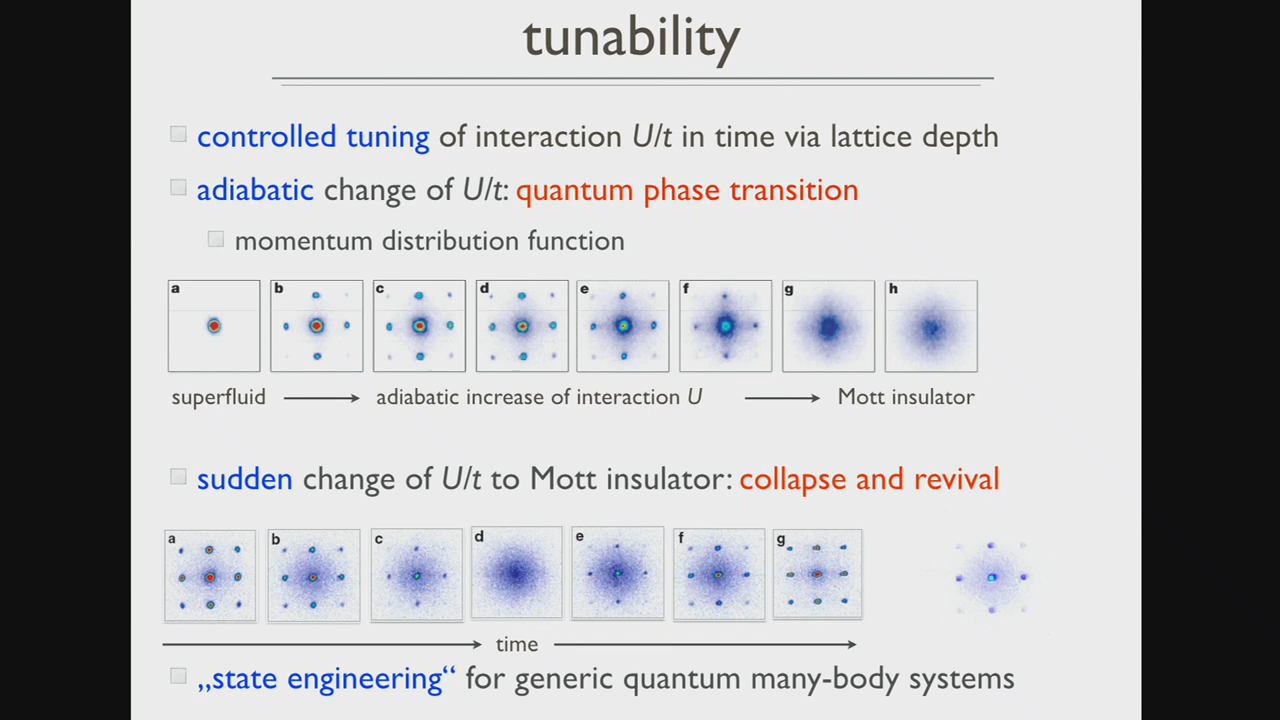 tunability
controlled tuning of interaction U/t in time via lattice depth
adiabatic change of U/t: quantum phase transition
momentum distribution function
a b c d e f g h
superfluid adiabatic increase of interaction U Mott insulator
sudden change of U/t to Mott insulator: collapse and revival
a b c d e f g
time
„state engineering“ for generic quantum many-body systems